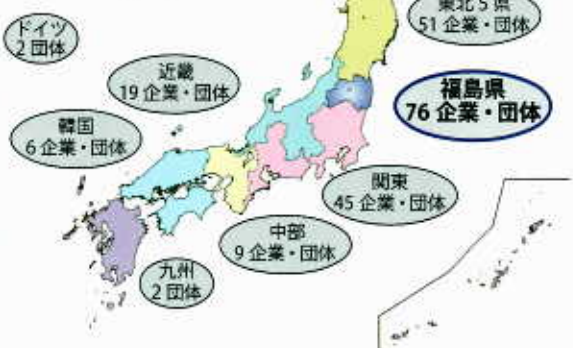 東北5県
51 企業・団体
ドイツ
2 団体
近畿
19 企業・団体
福島県
76 企業・団体
韓国
6 企業・団体
関東
45 企業・団体
中部
9 企業・団体
九州
2 団体